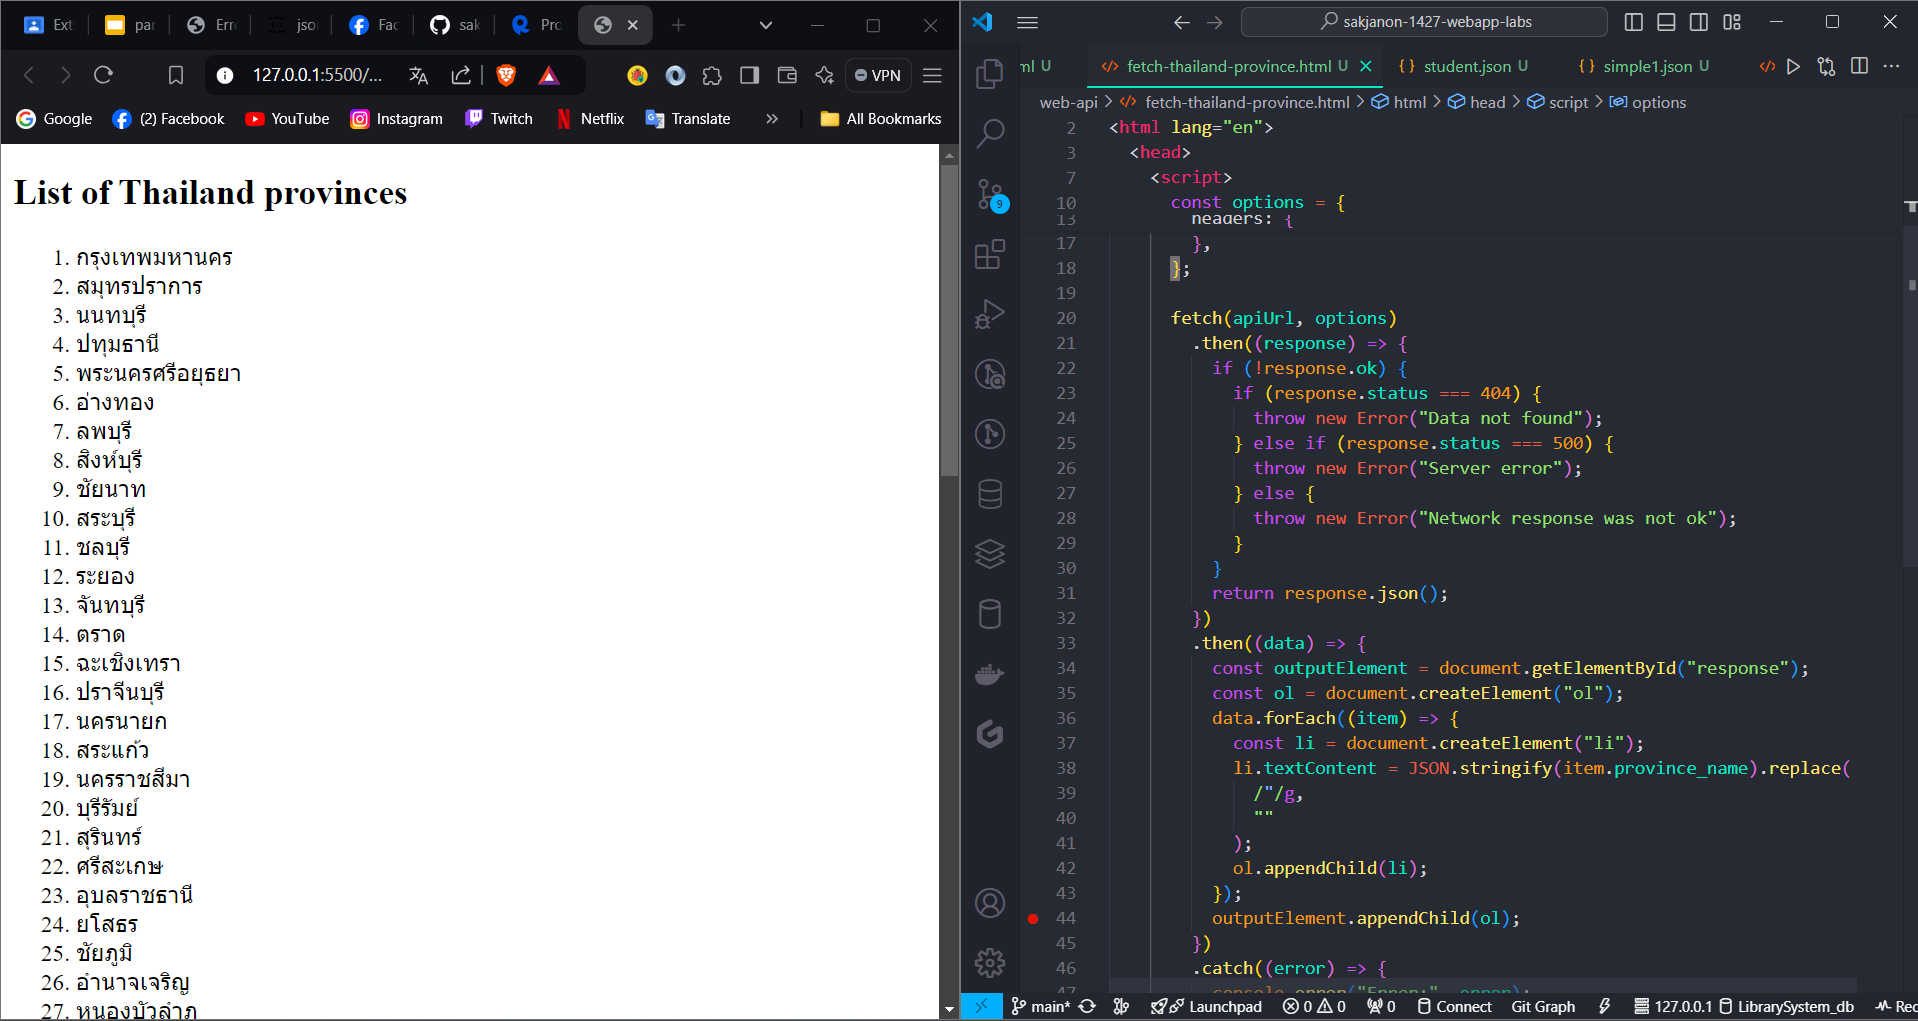 Ext
par
Erro
jso
Fac
sak
Pro
127.0.0.1:5500/...
VPN
Google
(2) Facebook
YouTube
Instagram
Twitch
Netflix
Translate
»
All Bookmarks
List of Thailand provinces
1. กรุงเทพมหานคร
2. สมุทรปราการ
3. นนทบุรี
4. ปทุมธานี
5. พระนครศรีอยุธยา
6. อ่างทอง
7. ลพบุรี
8. สิงห์บุรี
9. ชัยนาท
10. สระบุรี
11. ชลบุรี
12. ระยอง
13. จันทบุรี
14. ตราด
15. ฉะเชิงเทรา
16. ปราจีนบุรี
17. นครนายก
18. สระแก้ว
19. นครราชสีมา
20. บุรีรัมย์
21. สุรินทร์
22. ศรีสะเกษ
23. อุบลราชธานี
24. ยโสธร
25. ชัยภูมิ
26. อำนาจเจริญ
27. หนองบัวลำภู
sakjanon-1427-webapp-labs
ml U
fetch-thailand-province.html U
student.json U
simple1.json U
web-api > fetch-thailand-province.html > html > head > script > options
9
2 <html lang="en">
3 <head>
7 <script>
10 const options = {
13 headers: {
17 },
18 };
19
20 fetch(apiUrl, options)
21 .then((response) => {
22 if (!response.ok) {
23 if (response.status === 404) {
24 throw new Error("Data not found");
25 } else if (response.status === 500) {
26 throw new Error("Server error");
27 } else {
28 throw new Error("Network response was not ok");
29 }
30 }
31 return response.json();
32 })
33 .then((data) => {
34 const outputElement = document.getElementById("response");
35 const ol = document.createElement("ol");
36 data.forEach((item) => {
37 const li = document.createElement("li");
38 li.textContent = JSON.stringify(item.province_name).replace(
39 /"/g,
40 ""
41 );
42 ol.appendChild(li);
43 });
44 outputElement.appendChild(ol);
45 })
46 .catch((error) => {
47 console.error("Error:", error);
main*
Launchpad
0
0
0
Connect
Git Graph
127.0.0.1
LibrarySystem_db
Rec